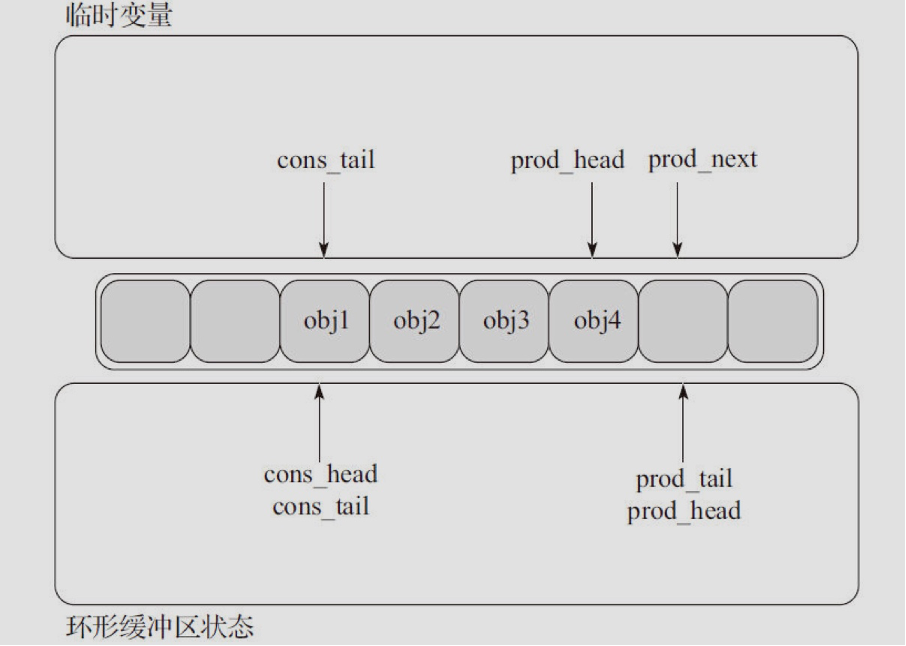 临时变量
cons_tail prod_head prod_next
obj1 obj2 obj3 obj4
cons_head prod_tail
cons_tail prod_head
环形缓冲区状态